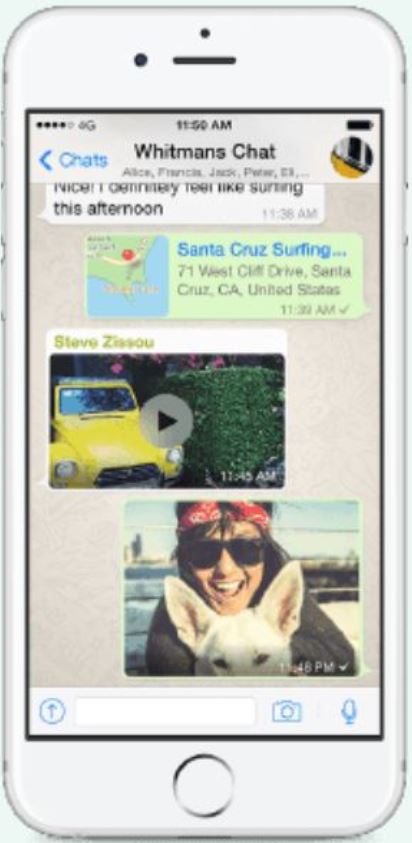 4G 11:50 AM
Chats Whitmans Chat
Alice, Francis, Jack, Peter, Eli,...
Nice! I definitely feel like surfing
this afternoon 11:38 AM
Santa Cruz Surfing...
71 West Cliff Drive, Santa
Cruz, CA, United States
11:39 AM
Steve Zissou
11:45 AM
11:48 PM